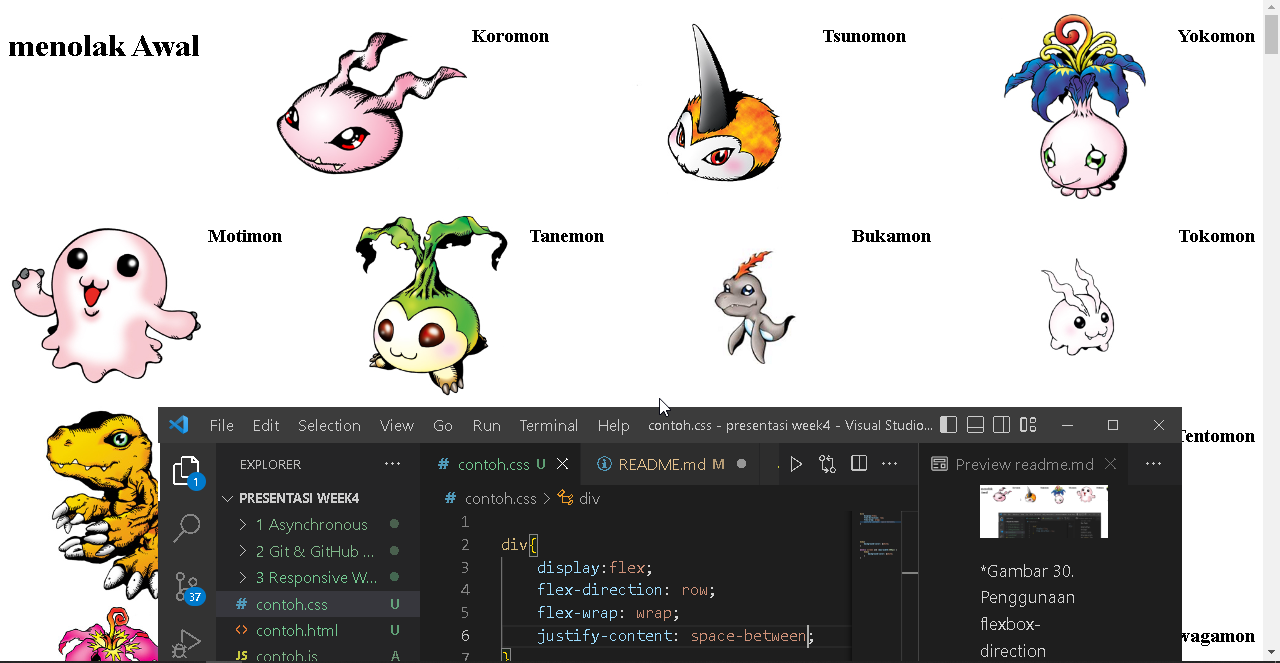 menolak Awal
Koromon
Tsunomon
Yokomon
Motimon
Tanemon
Bukamon
Tokomon
Tentomon
File Edit Selection View Go Run Terminal Help contoh.css - presentasi week4 - Visual Studio...
EXPLORER ...
contoh.css U
README.md M
Preview readme.md
1
37
PRESENTASI WEEK4
1 Asynchronous
2 Git & GitHub ...
3 Responsive W...
contoh.css U
contoh.html U
JS contoh.js A
# contoh.css > div
1
2 div{
3 display:flex;
4 flex-direction: row;
5 flex-wrap: wrap;
6 justify-content: space-between;
7 }
*Gambar 30.
Penggunaan
flexbox-
direction
wagamon